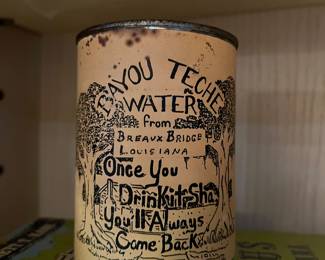 BAYOU TECHE
WATER
from
BREAUX BRIDGE
LOUISIANA
Once You
Drink it Sha
You'll Always
Come Back